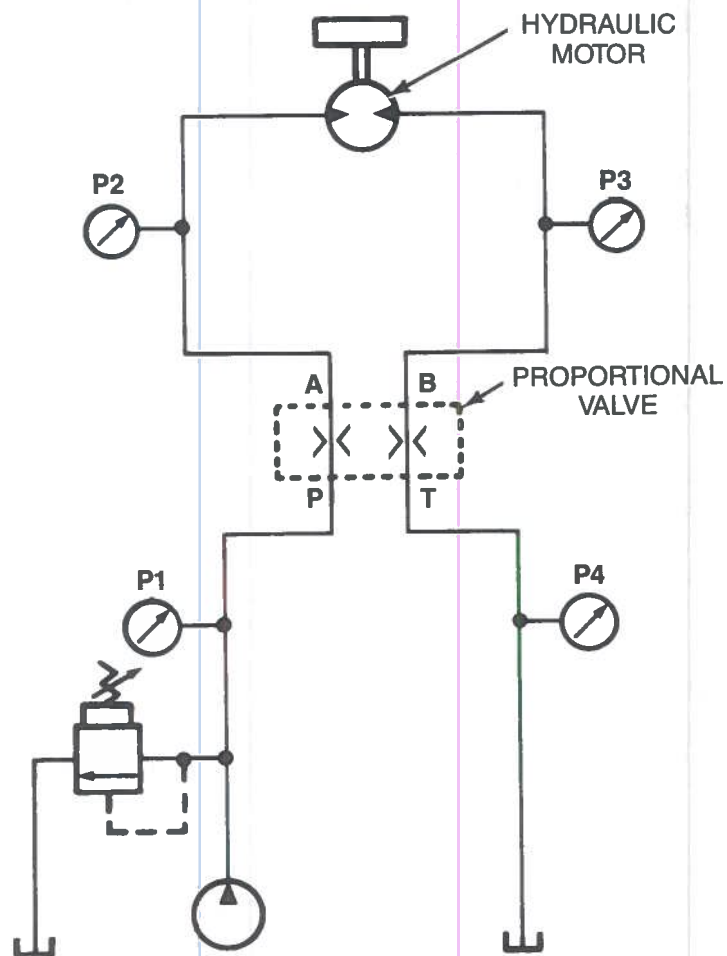 HYDRAULIC
MOTOR
P2
P3
A
B
PROPORTIONAL
VALVE
P
T
P1
P4